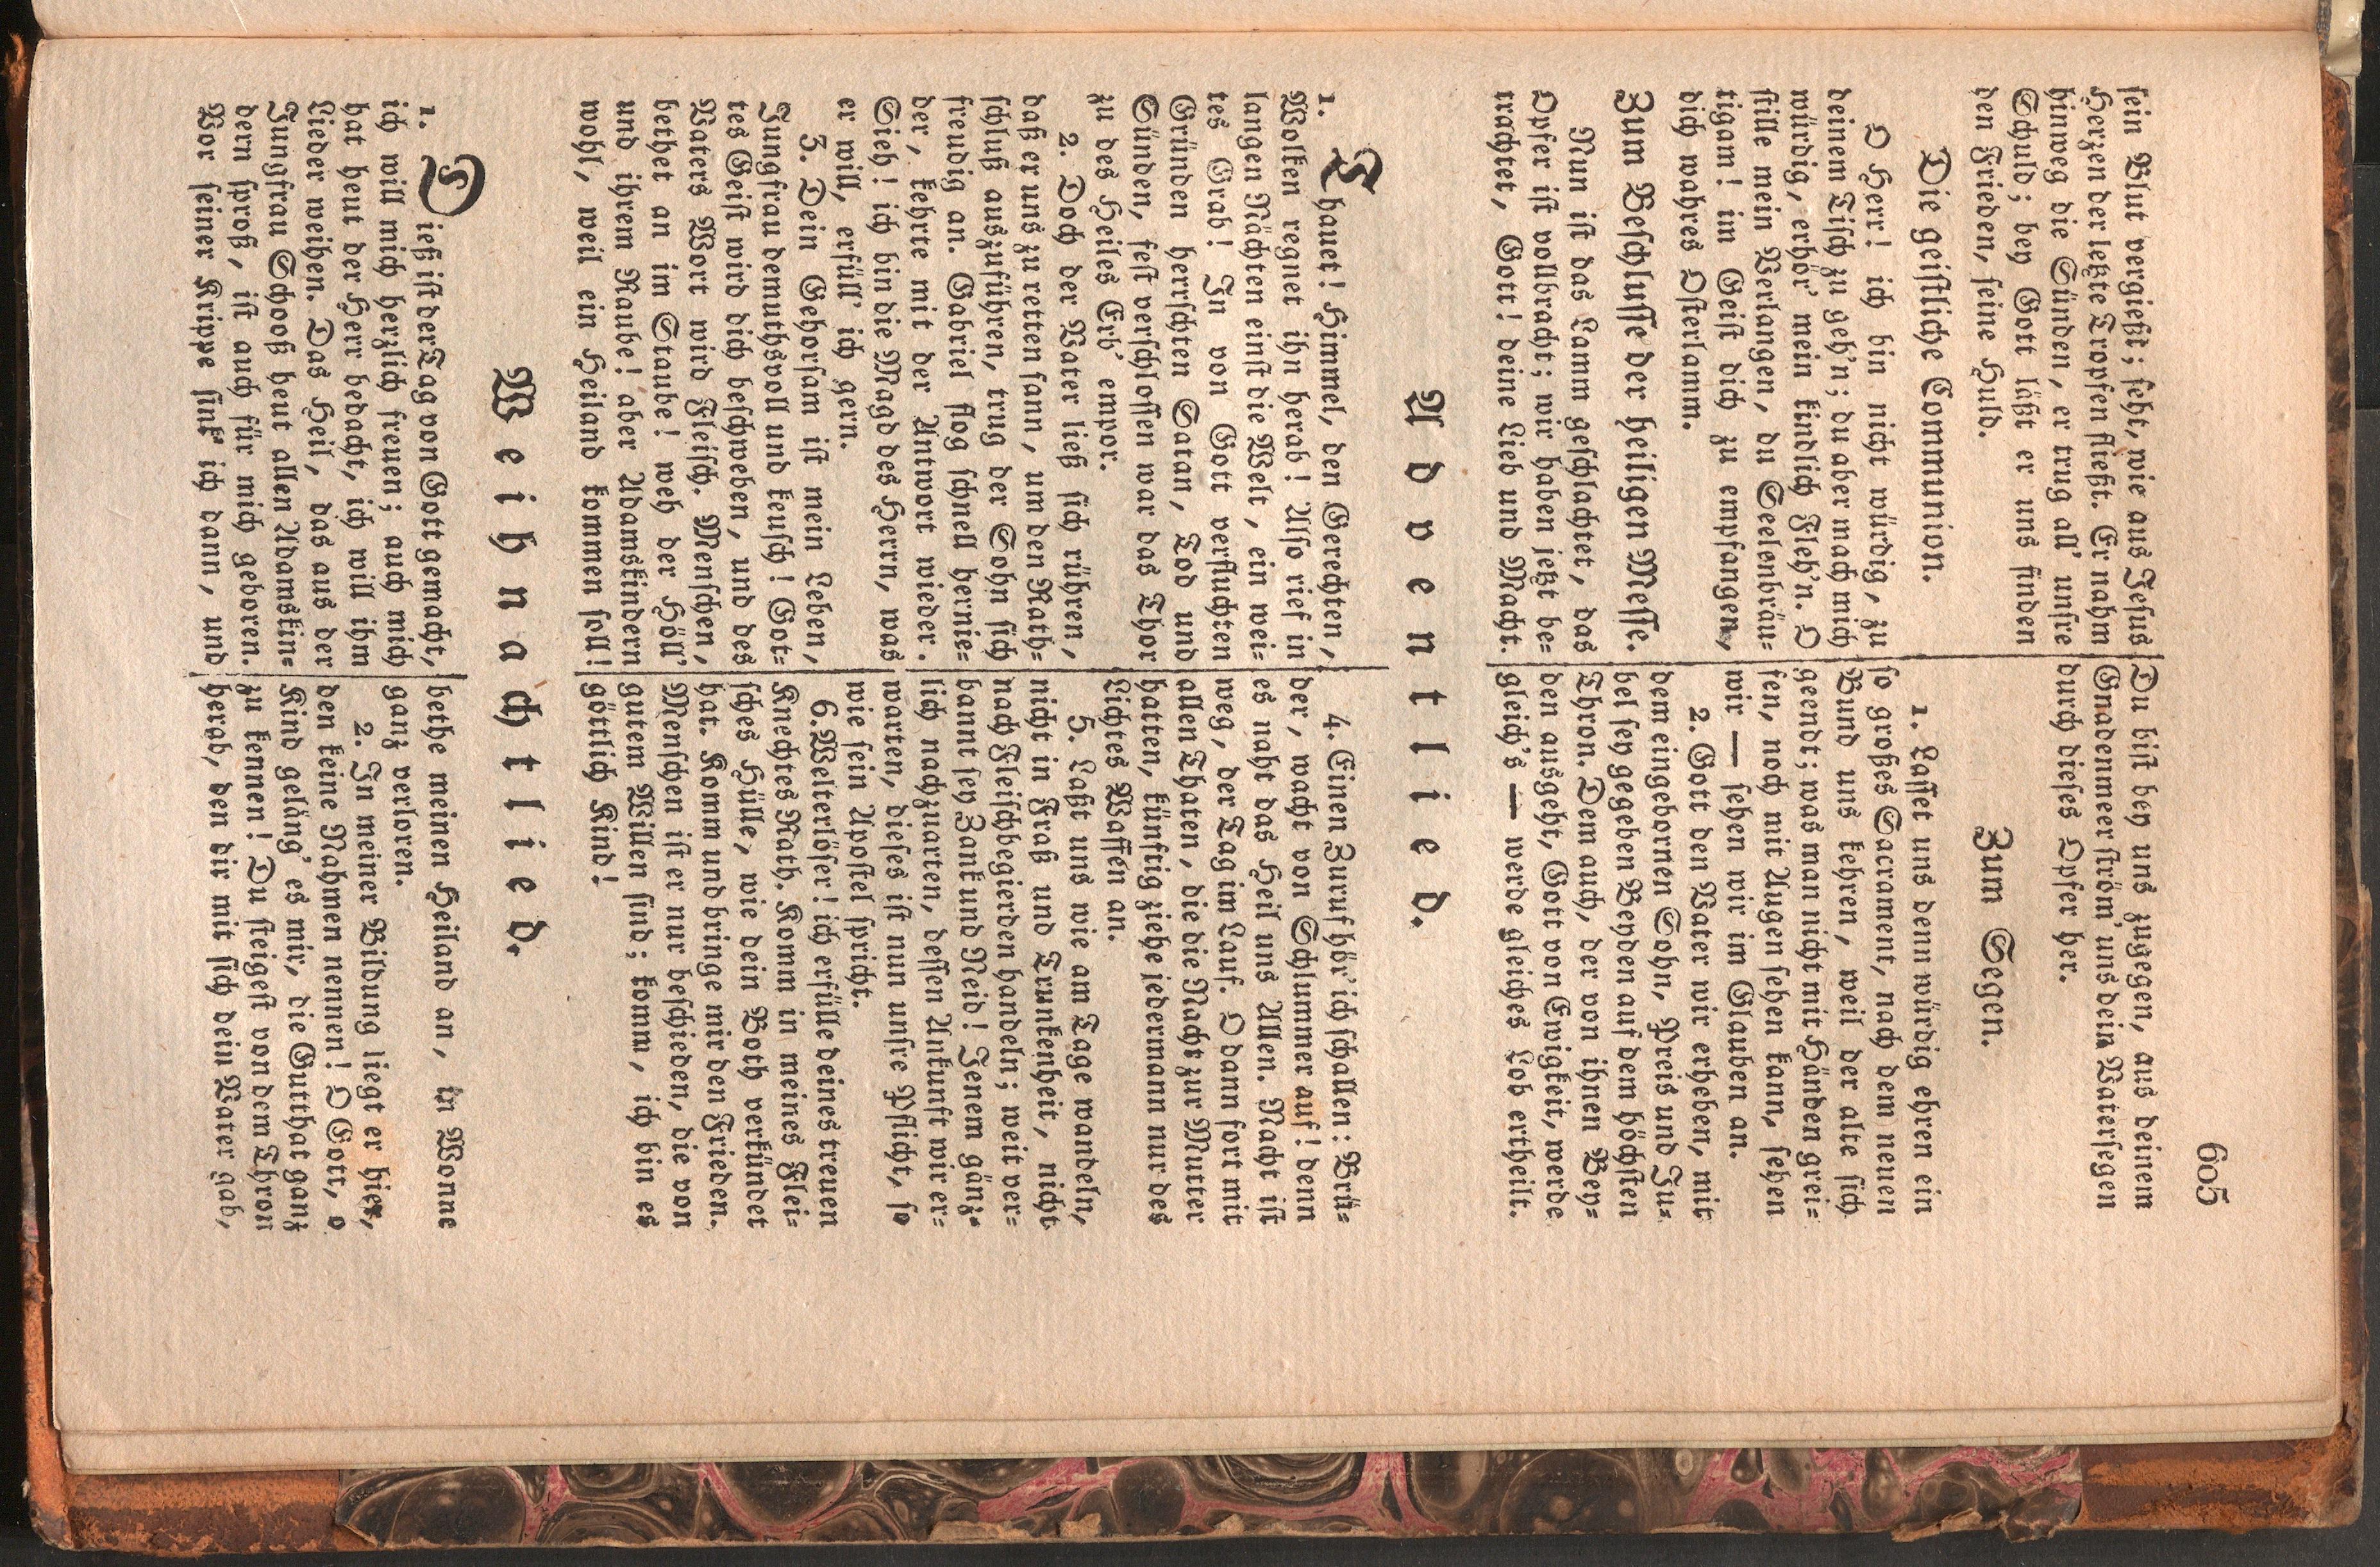 605
sein Blut vergießt; seht, wie aus Jesus
Herzen der letzte Tropfen fließt. Er nahm
hinweg die Sünden, er trug all' unsre
Schuld; bey Gott läßt er uns finden
den Frieden, seine Huld.
Die geistliche Communion.
O Herr! ich bin nicht würdig, zu
deinem Tisch zu geh'n; du aber mach mich
würdig, erhör' mein kindlich Fleh'n. O
stille mein Verlangen, du Seelenbräu=
tigam! im Geist dich zu empfangen,
dich wahres Osterlamm.
Zum Beschlusse der heiligen Messe.
Nun ist das Lamm geschlachtet, das
Opfer ist vollbracht; wir haben jetzt be=
trachtet, Gott! deine Lieb und Macht.
Du bist bey uns zugegen, aus deinem
Gnadenmeer ström' uns dein Vatersegen
durch dieses Opfer her.
Zum Segen.
1. Lasset uns denn würdig ehren ein
so großes Sacrament, nach dem neuen
Bund uns kehren, weil der alte sich
geendt; was man nicht mit Händen grei=
fen, noch mit Augen sehen kann, sehen
wir — sehen wir im Glauben an.
2. Gott den Vater wir erheben, mit
dem eingebornen Sohn, Preis und Ju=
bel sey gegeben Beyden auf dem höchsten
Thron. Dem auch, der von ihnen Bey=
den ausgeht, Gott von Ewigkeit, werde
gleich's — werde gleiches Lob ertheilt.
Adventlied.
1. Thauet! Himmel, den Gerechten,
Wolken regnet ihn herab! Also rief in
langen Nächten einst die Welt, ein wei=
tes Grab! In von Gott verfluchten
Gründen herrschten Satan, Tod und
Sünden, fest verschlossen war das Thor
zu des Heiles Erb' empor.
2. Doch der Vater ließ sich rühren,
daß er uns zu retten sann, um den Rath=
schluß auszuführen, trug der Sohn sich
freudig an. Gabriel flog schnell hernie=
der, kehrte mit der Antwort wieder.
Sieh! ich bin die Magd des Herrn, was
er will, erfüll' ich gern.
3. Dein Gehorsam ist mein Leben,
Jungfrau demuthsvoll und keusch! Got=
tes Geist wird dich beschweben, und des
Vaters Wort wird Fleisch. Menschen,
bethet an im Staube! weh der Höll'
und ihrem Raube! aber Adamskindern
wohl, weil ein Heiland kommen soll!
4. Einen Zuruf hör' ich schallen: Brü=
der, wacht von Schlummer auf! denn
es naht das Heil uns Allen. Nacht ist
weg, der Tag im Lauf. O dann fort mit
allen Thaten, die die Nacht zur Mutter
hatten, künftig ziehe jedermann nur des
Lichtes Waffen an.
5. Laßt uns wie am Tage wandeln,
nicht in Fraß und Trunkenheit, nicht
nach Fleischbegierden handeln; weit ver=
bannt sey Zank und Neid! Jenem gänz=
lich nachzuarten, dessen Ankunft wir er=
warten, dieses ist nun unsre Pflicht, so
wie sein Apostel spricht.
6. Welterlöser! ich erfülle deines treuen
Knechtes Rath. Komm in meines Flei=
sches Hülle, wie dein Both verkündet
hat. Komm und bringe mir den Frieden.
Menschen ist er nur beschieden, die von
gutem Willen sind; komm, ich bin es
göttlich Kind!
Weihnachtlied.
1. Dieß ist der Tag von Gott gemacht,
ich will mich herzlich freuen; auch mich
hat heut der Herr bedacht, ich will ihm
Lieder weihen. Das Heil, das aus der
Jungfrau Schooß heut allen Adamskin=
dern sproß, ist auch für mich geboren.
Vor seiner Krippe sink' ich dann, und
bethe meinen Heiland an, in Wonne
ganz verloren.
2. In meiner Bildung liegt er hier,
den keine Nahmen nennen! O Gott, o
Kind geläng' es mir, die Gutthat ganz
zu kennen! Du steigest von dem Thron
herab, den dir mit sich dein Vater gab,